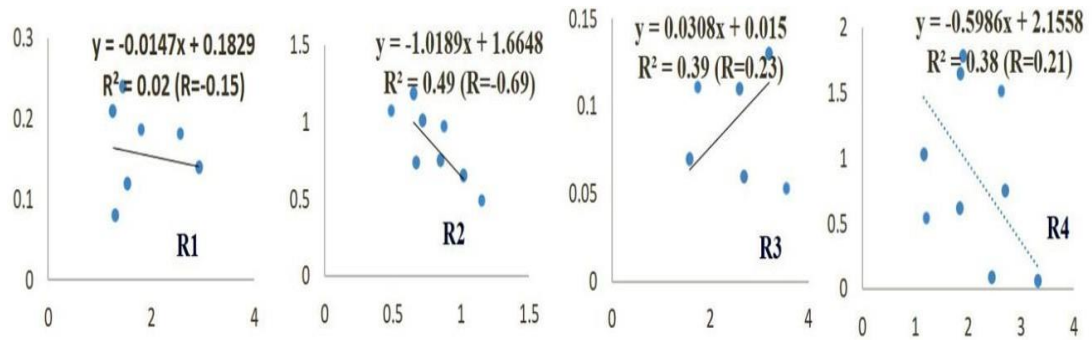 0.3
0.2
0.1
0
0
2
4
y = -0.0147x + 0.1829
R² = 0.02 (R=-0.15)
R1
1.5
1
0.5
0
0
0.5
1
1.5
y = -1.0189x + 1.6648
R² = 0.49 (R=-0.69)
R2
0.15
0.1
0.05
0
0
2
4
y = 0.0308x + 0.015
R² = 0.39 (R=0.23)
R3
2
1.5
1
0.5
0
0
1
2
3
4
y = -0.5986x + 2.1558
R² = 0.38 (R=0.21)
R4